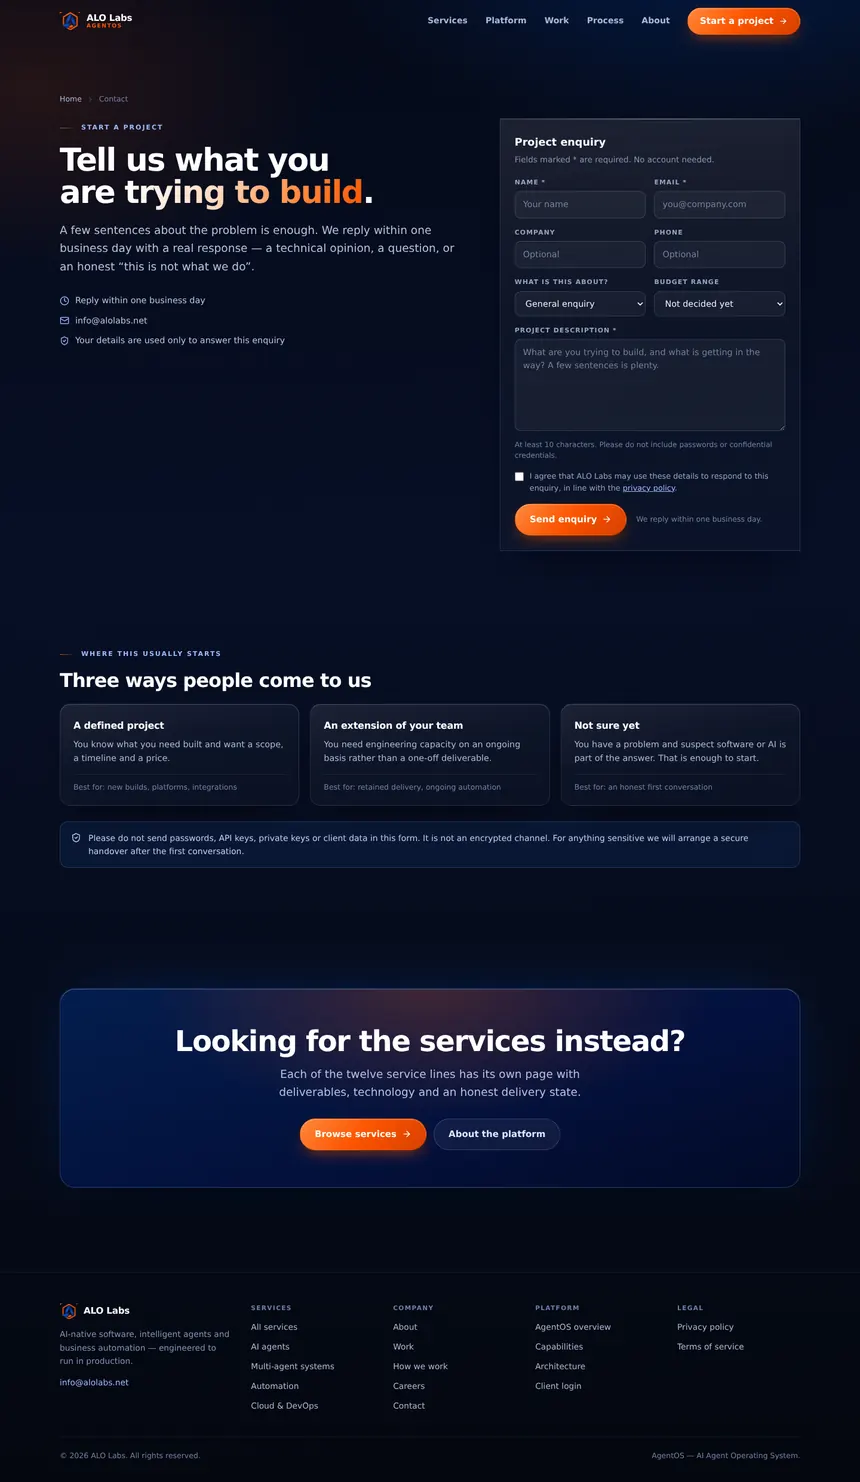 ALO Labs
AGENTOS
Services
Platform
Work
Process
About
Start a project →
Home › Contact
START A PROJECT
Tell us what you
are trying to build.
A few sentences about the problem is enough. We reply within one
business day with a real response — a technical opinion, a question, or
an honest “this is not what we do”.
Reply within one business day
info@alolabs.net
Your details are used only to answer this enquiry
Project enquiry
Fields marked * are required. No account needed.
NAME *
EMAIL *
Your name
you@company.com
COMPANY
PHONE
Optional
Optional
WHAT IS THIS ABOUT?
BUDGET RANGE
General enquiry
Not decided yet
PROJECT DESCRIPTION *
What are you trying to build, and what is getting in the
way? A few sentences is plenty.
At least 10 characters. Please do not include passwords or confidential
credentials.
I agree that ALO Labs may use these details to respond to this
enquiry, in line with the privacy policy.
Send enquiry →
We reply within one business day.
WHERE THIS USUALLY STARTS
Three ways people come to us
A defined project
You know what you need built and want a scope,
a timeline and a price.
Best for: new builds, platforms, integrations
An extension of your team
You need engineering capacity on an ongoing
basis rather than a one-off deliverable.
Best for: retained delivery, ongoing automation
Not sure yet
You have a problem and suspect software or AI is
part of the answer. That is enough to start.
Best for: an honest first conversation
Please do not send passwords, API keys, private keys or client data in this form. It is not an encrypted channel. For anything sensitive we will arrange a secure
handover after the first conversation.
Looking for the services instead?
Each of the twelve service lines has its own page with
deliverables, technology and an honest delivery state.
Browse services →
About the platform
ALO Labs
AI-native software, intelligent agents and
business automation — engineered to
run in production.
info@alolabs.net
SERVICES
All services
AI agents
Multi-agent systems
Automation
Cloud & DevOps
COMPANY
About
Work
How we work
Careers
Contact
PLATFORM
AgentOS overview
Capabilities
Architecture
Client login
LEGAL
Privacy policy
Terms of service
© 2026 ALO Labs. All rights reserved.
AgentOS — AI Agent Operating System.